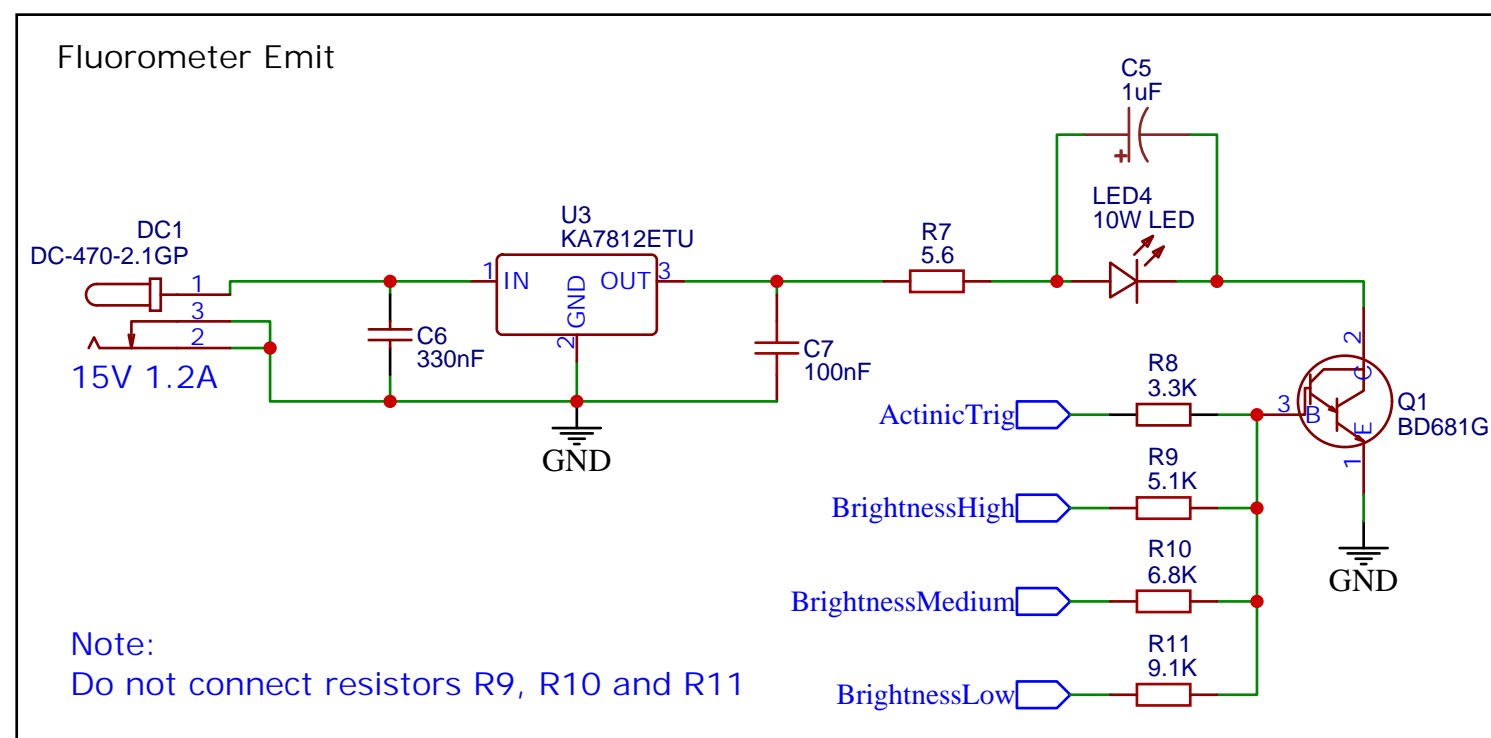 Fluorometer Emit
C5
1uF
LED4
10W LED
DC1
DC-470-2.1GP
1
3
2
15V 1.2A
C6
330nF
U3
KA7812ETU
1
IN
OUT
3
GND
2
GND
C7
100nF
R7
5.6
2
C
3
B
E
1
Q1
BD681G
GND
ActinicTrig
R8
3.3K
BrightnessHigh
R9
5.1K
BrightnessMedium
R10
6.8K
BrightnessLow
R11
9.1K
Note:
Do not connect resistors R9, R10 and R11